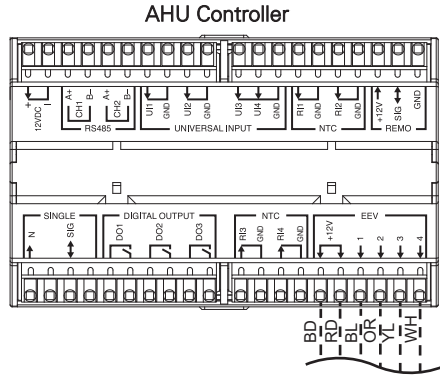 AHU Controller
+ I A+ B– A+ B– UI1 GND UI2 GND UI3 UI4 GND RI1 GND RI2 GND +12V SIG GND
12VDC CH1 CH2
RS485 UNIVERSAL INPUT NTC REMO
SINGLE DIGITAL OUTPUT NTC EEV
N SIG DO1 DO2 DO3 RI3 GND RI4 GND +12V 1 2 3 4
BD RD BL OR YL WH